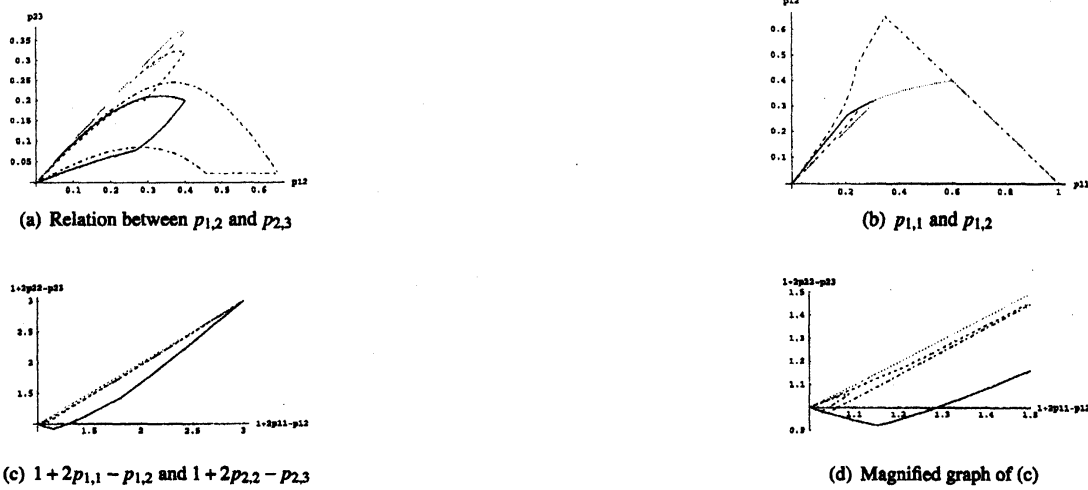 p23
0.35
0.3
0.25
0.2
0.15
0.1
0.05
0.1 0.2 0.3 0.4 0.5 0.6
p12
(a) Relation between p1,2 and p2,3
p12
0.6
0.5
0.4
0.3
0.2
0.1
0.2 0.4 0.6 0.8 1
p11
(b) p1,1 and p1,2
1+2p22-p23
3
2.5
2
1.5
1.5 2 2.5 3
1+2p11-p12
(c) 1+2p1,1−p1,2 and 1+2p2,2−p2,3
1+2p22-p23
1.5
1.4
1.3
1.2
1.1
1
0.9
1.1 1.2 1.3 1.4 1.5
1+2p11-p12
(d) Magnified graph of (c)